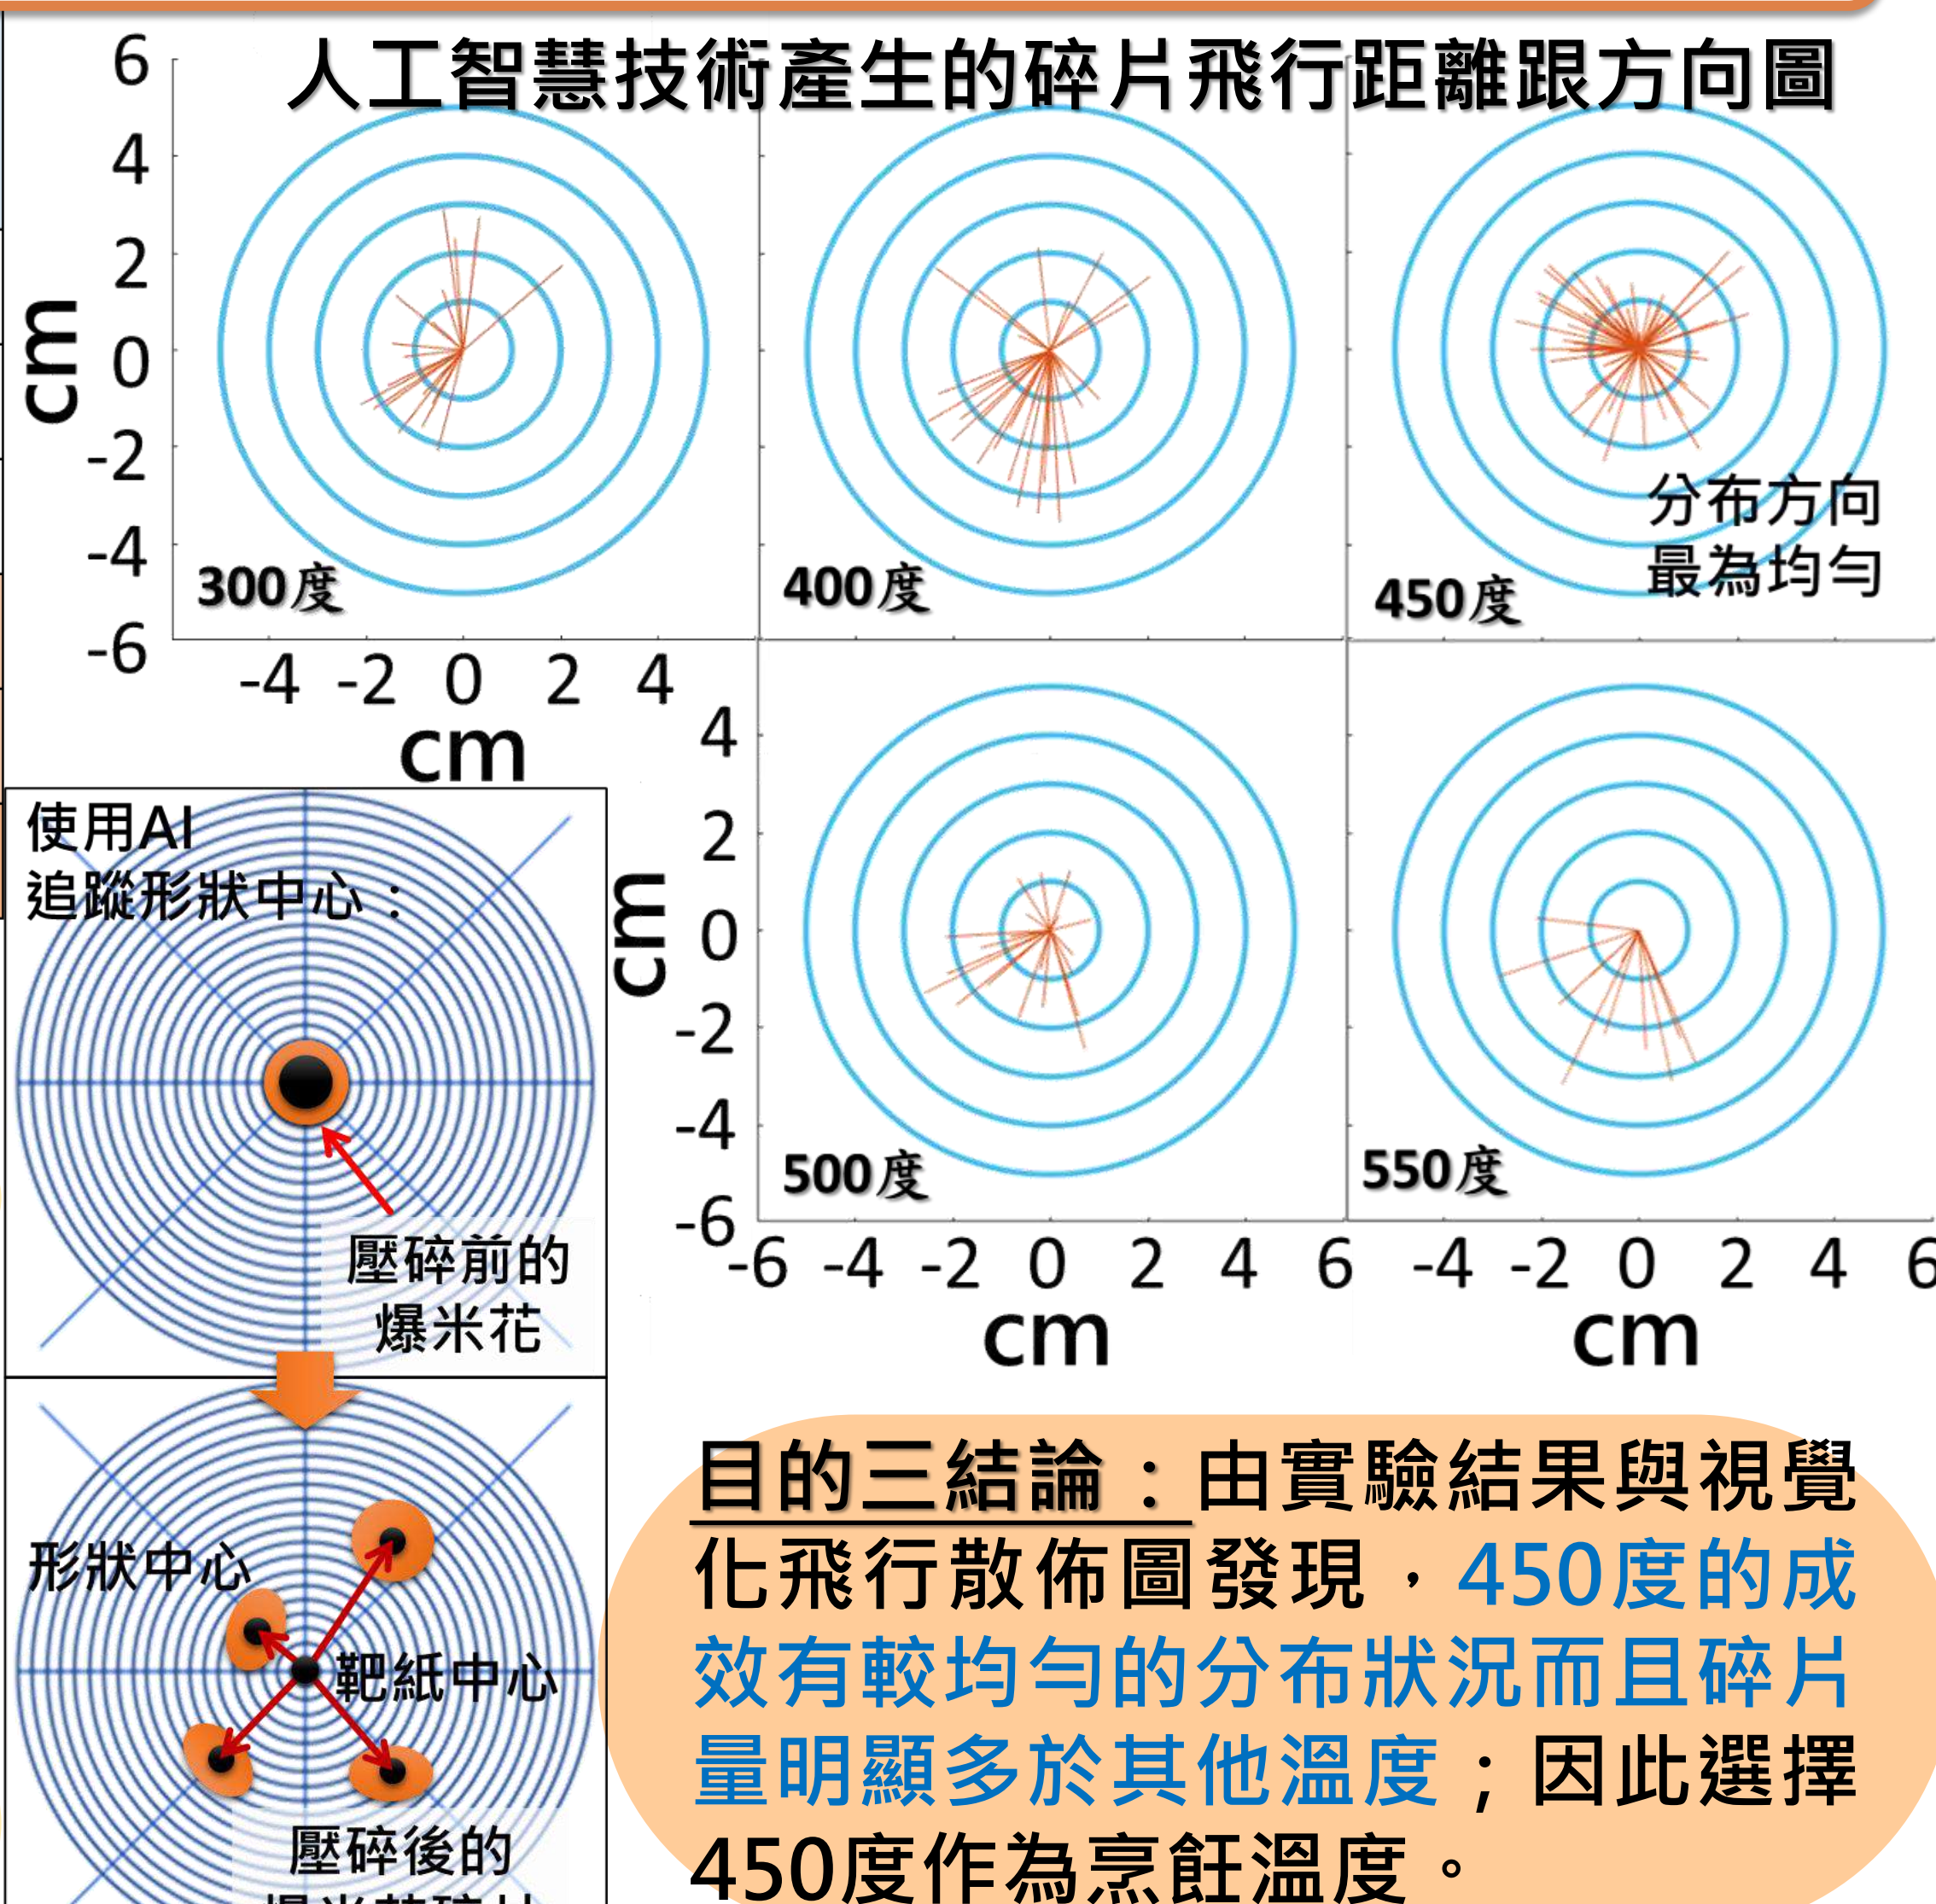 人工智慧技術產生的碎片飛行距離跟方向圖
6
4
2
0
-2
-4
-6
cm
300度
400度
450度
分布方向
最為均勻
-4 -2 0 2 4
cm
使用AI
追蹤形狀中心：
壓碎前的
爆米花
4
2
0
-2
-4
-6
cm
500度
550度
-6 -4 -2 0 2 4 6 -4 -2 0 2 4 6
cm
cm
形狀中心
靶紙中心
壓碎後的
目的三結論：由實驗結果與視覺
化飛行散佈圖發現，450度的成
效有較均勻的分布狀況而且碎片
量明顯多於其他溫度；因此選擇
450度作為烹飪溫度。